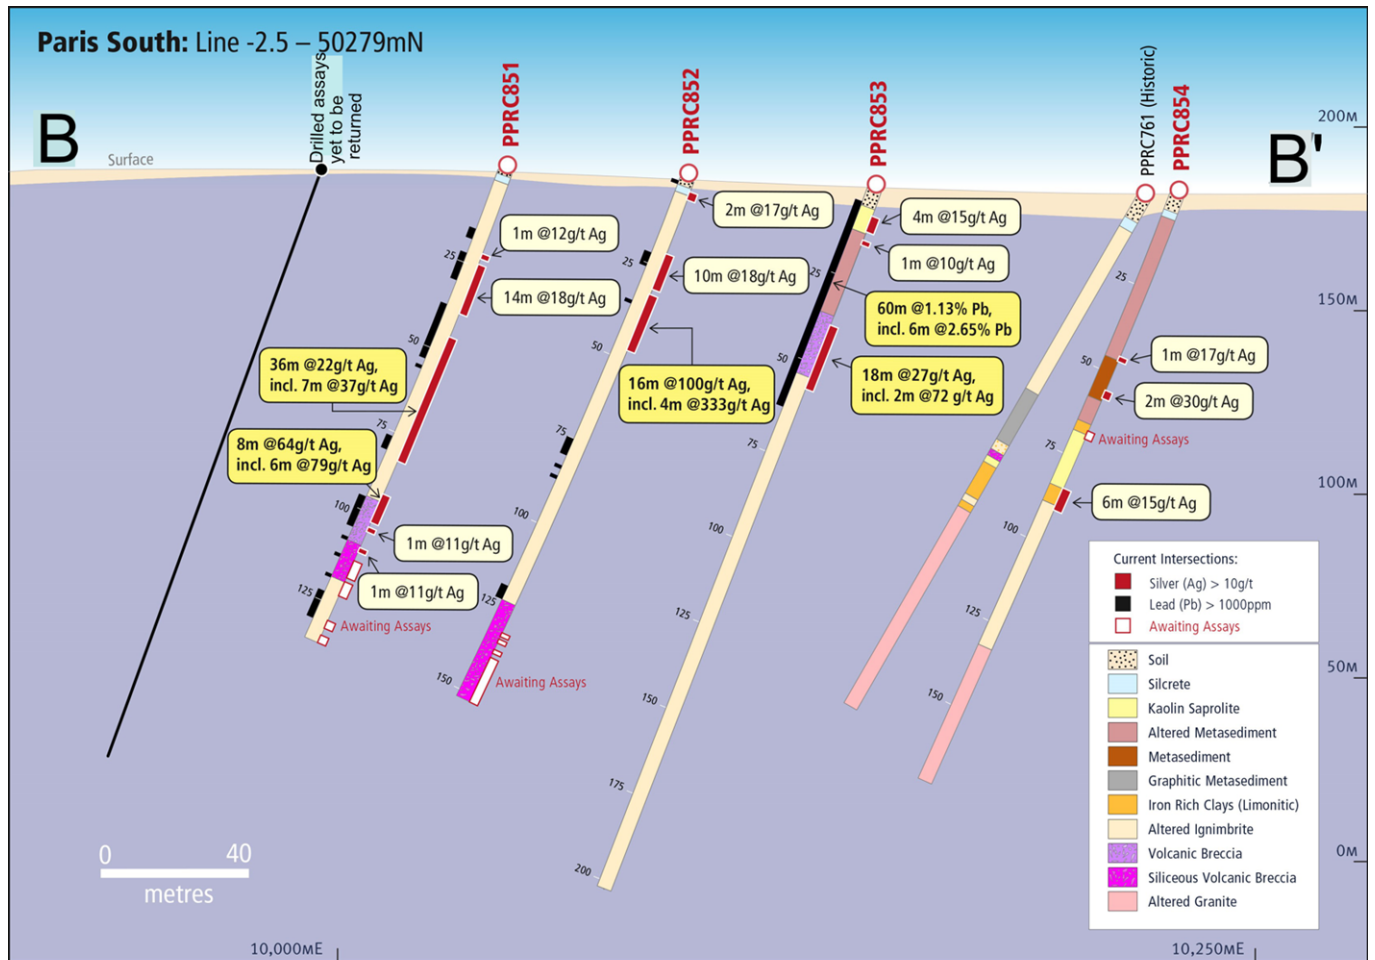 Paris South: Line -2.5 – 50279mN
B
B'
Surface
Drilled assays
yet to be
returned
PPRC851
PPRC852
PPRC853
PPRC761 (Historic)
PPRC854
200M
150M
100M
50M
0M
1m @12g/t Ag
14m @18g/t Ag
36m @22g/t Ag,
incl. 7m @37g/t Ag
8m @64g/t Ag,
incl. 6m @79g/t Ag
1m @11g/t Ag
1m @11g/t Ag
Awaiting Assays
25
50
75
100
125
2m @17g/t Ag
10m @18g/t Ag
16m @100g/t Ag,
incl. 4m @333g/t Ag
Awaiting Assays
25
50
75
100
125
150
4m @15g/t Ag
1m @10g/t Ag
60m @1.13% Pb,
incl. 6m @2.65% Pb
18m @27g/t Ag,
incl. 2m @72 g/t Ag
25
50
75
100
125
150
175
200
1m @17g/t Ag
2m @30g/t Ag
Awaiting Assays
6m @15g/t Ag
25
50
75
100
125
150
Current Intersections:
Silver (Ag) > 10g/t
Lead (Pb) > 1000ppm
Awaiting Assays
Soil
Silcrete
Kaolin Saprolite
Altered Metasediment
Metasediment
Graphitic Metasediment
Iron Rich Clays (Limonitic)
Altered Ignimbrite
Volcanic Breccia
Siliceous Volcanic Breccia
Altered Granite
0 40
metres
10,000ME
10,250ME